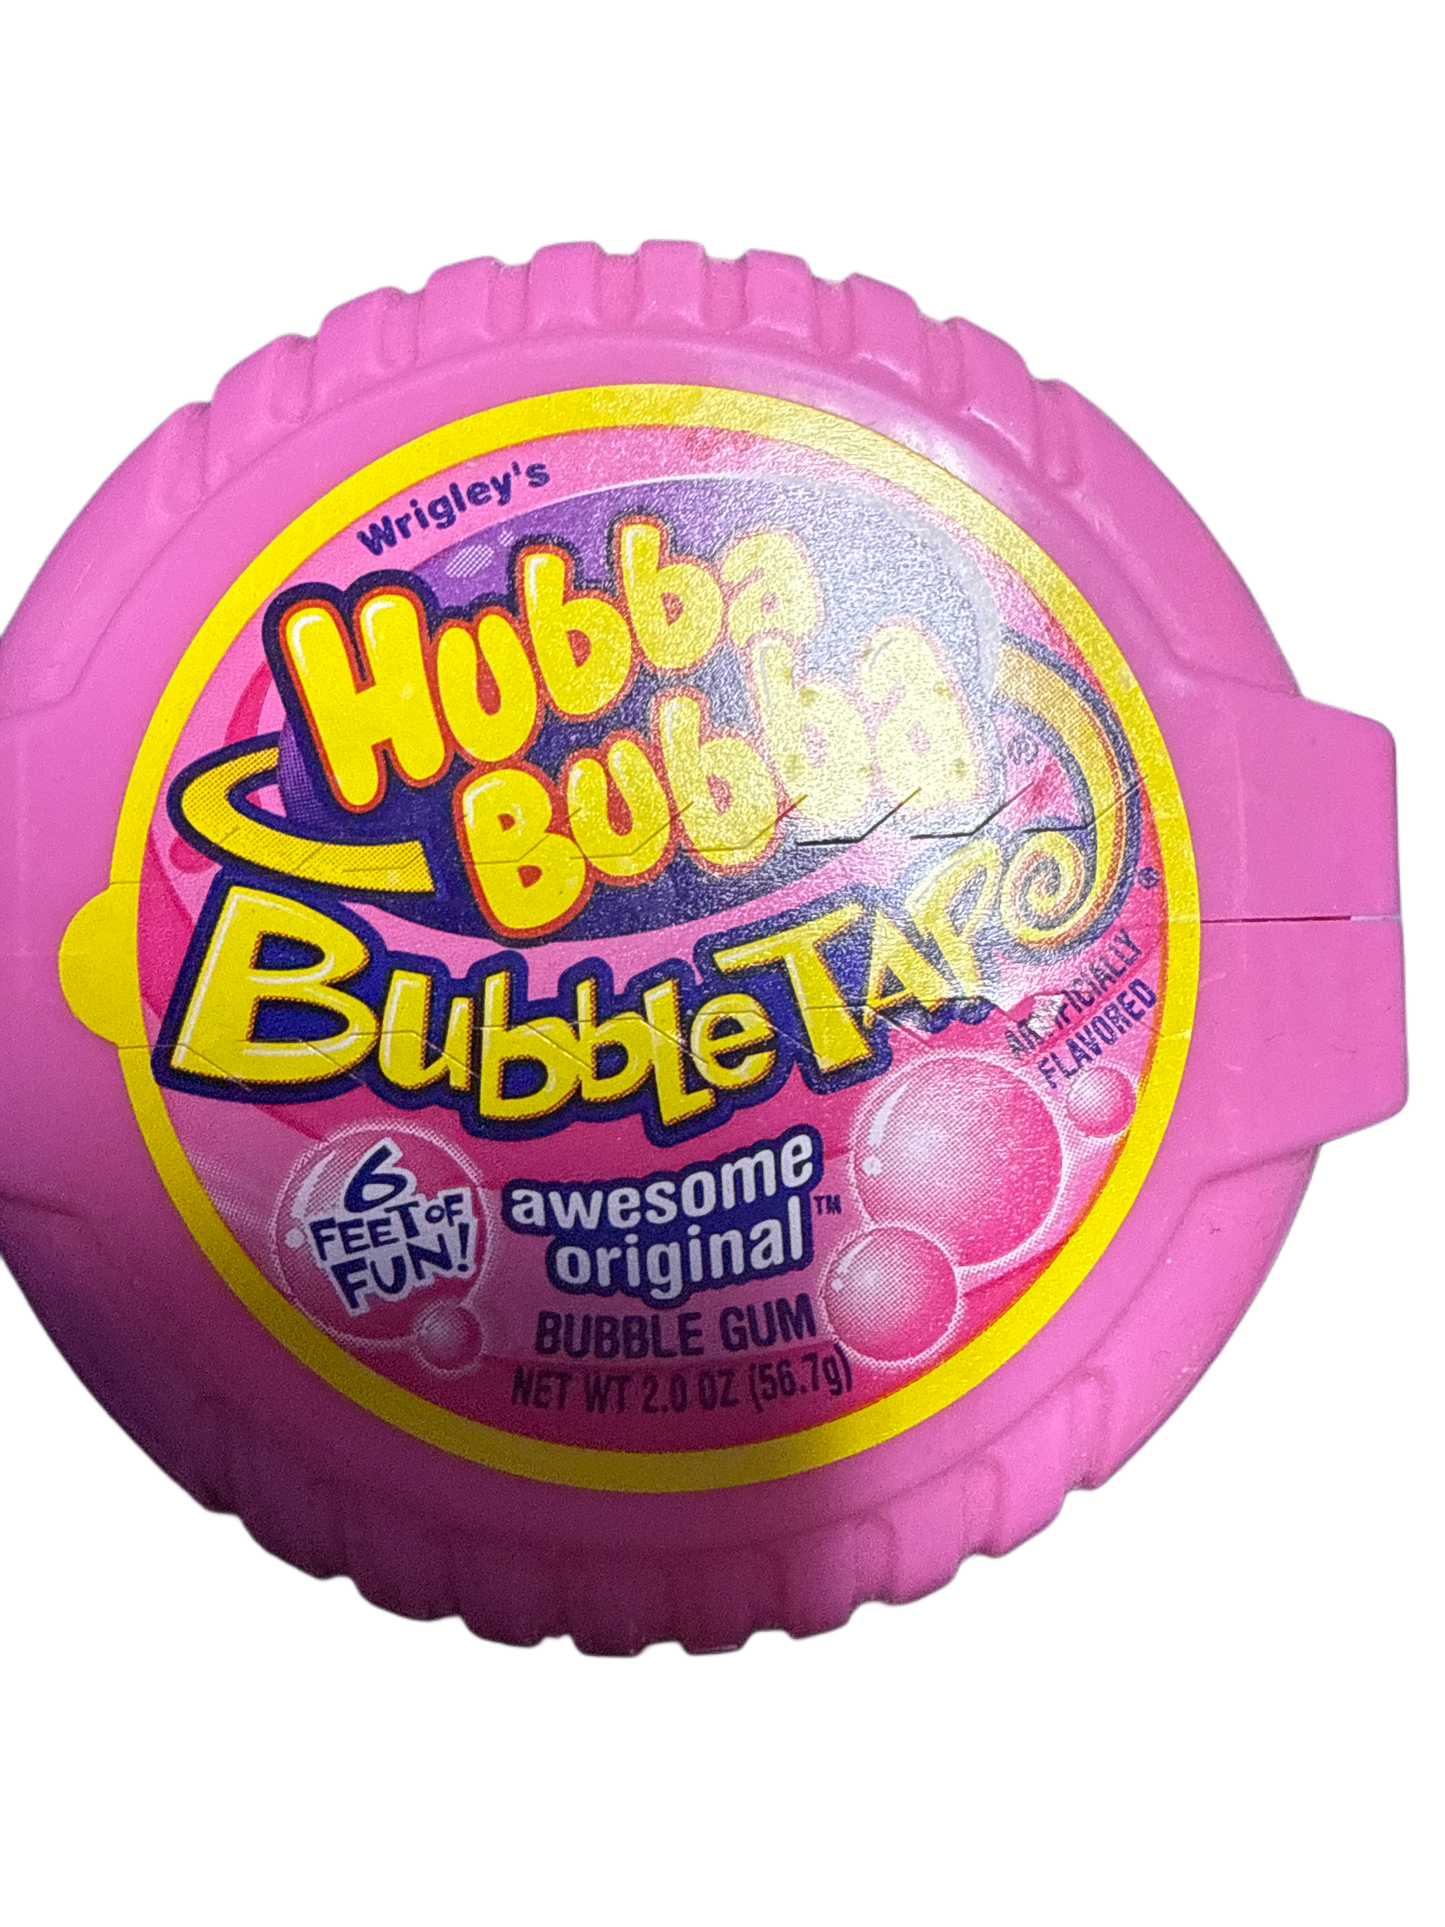 Wrigley's
Hubba
Bubba®
BubbleTape®
ARTIFICIALLY
FLAVORED
6
FEET OF
FUN!
awesome
original™
BUBBLE GUM
NET WT 2.0 OZ (56.7g)